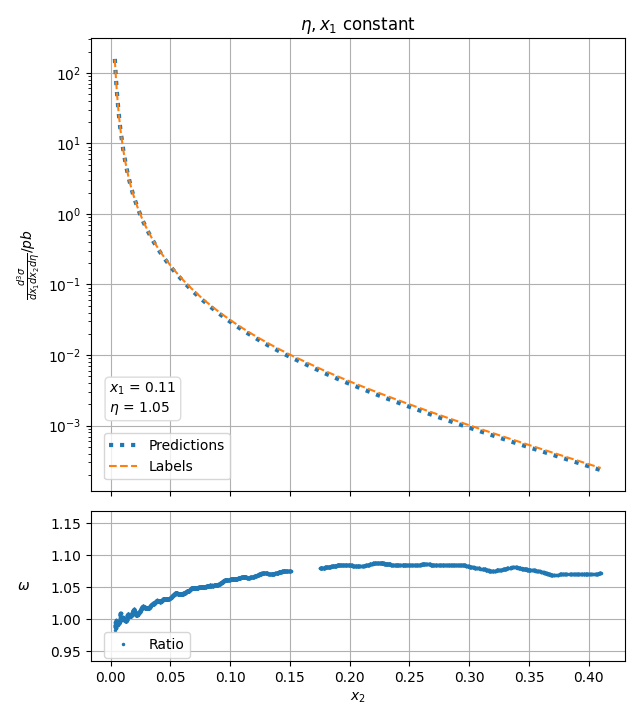 η, x₁ constant
10²
10¹
10⁰
10⁻¹
10⁻²
10⁻³
d³σ/dx₁dx₂dη /pb
x₁ = 0.11
η = 1.05
Predictions
Labels
1.15
1.10
1.05
1.00
0.95
ε
Ratio
0.00 0.05 0.10 0.15 0.20 0.25 0.30 0.35 0.40
x₂